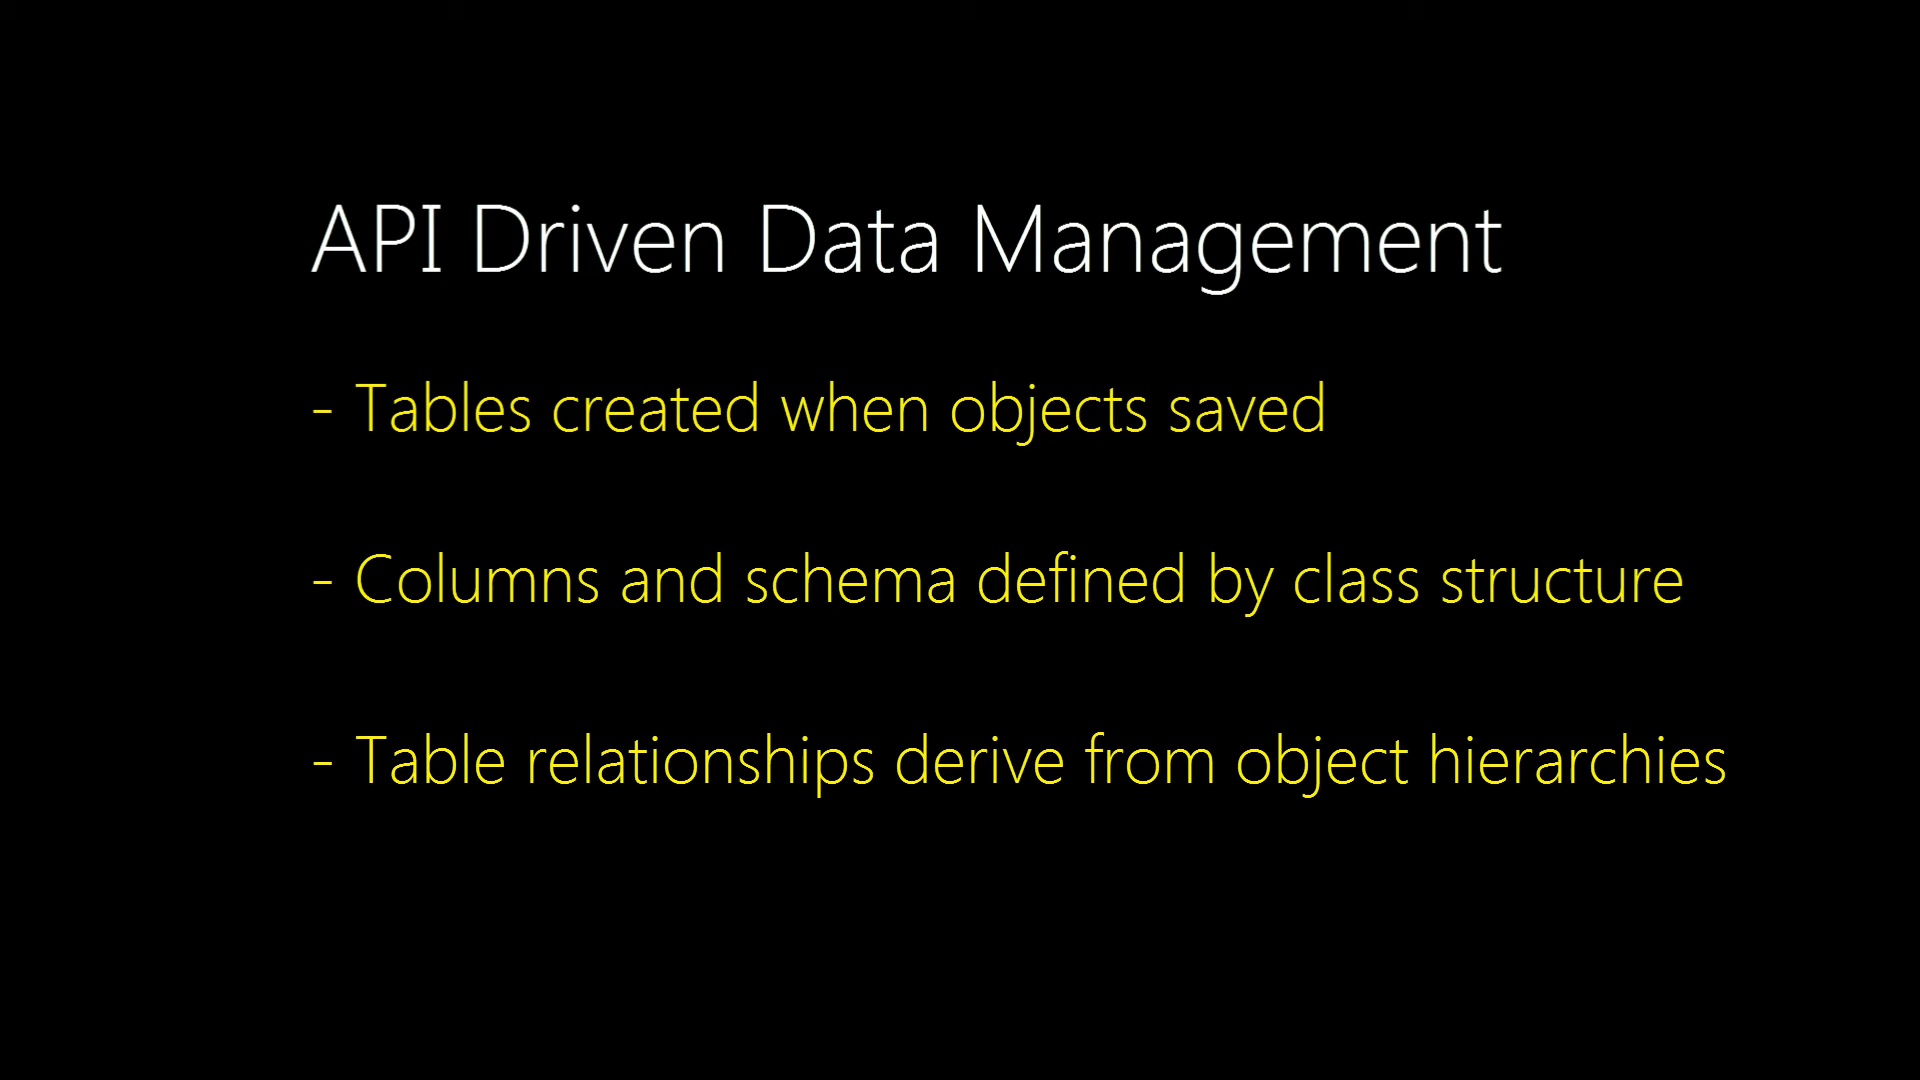 API Driven Data Management
- Tables created when objects saved
- Columns and schema defined by class structure
- Table relationships derive from object hierarchies